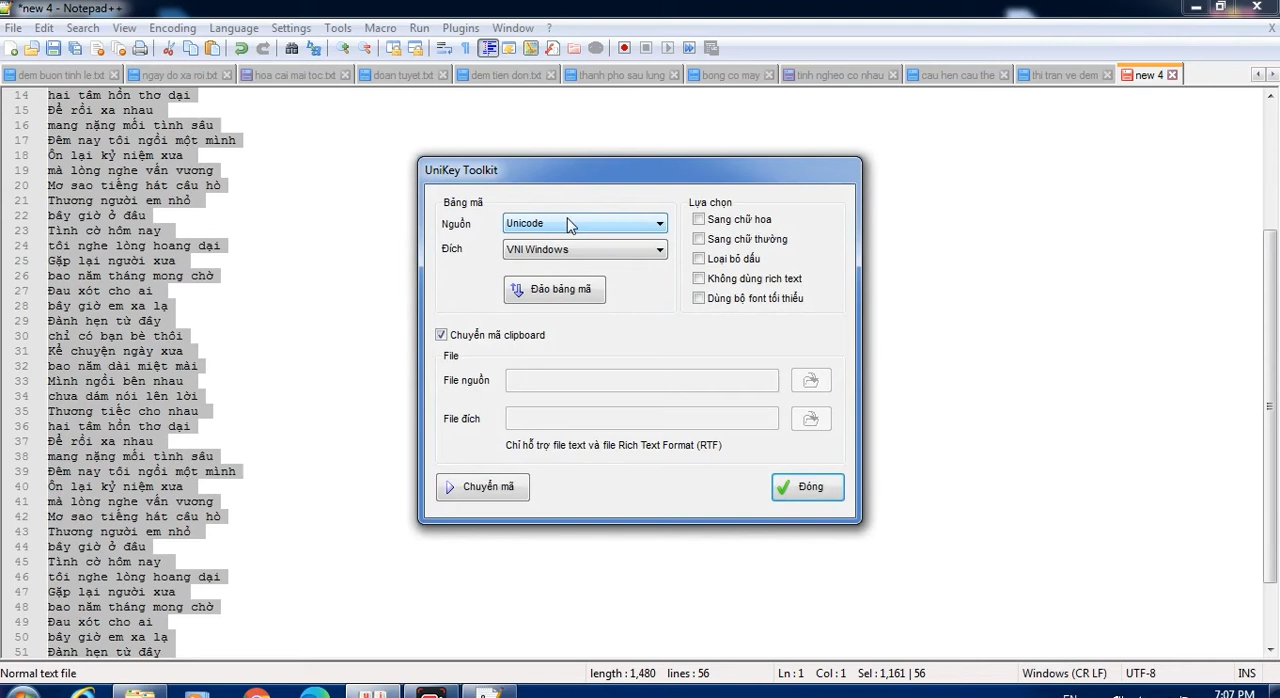 *new 4 - Notepad++
File Edit Search View Encoding Language Settings Tools Macro Run Plugins Window ? X
dem buon tinh le.txt ngay do xa roi.txt hoa cai mai toc.txt doan tuyet.txt dem tien don.txt thanh pho sau lung bong co may tinh ngheo co nhau cau hen cau the thi tran ve dem new 4
14 hai tâm hồn thơ dại
15 Để rồi xa nhau
16 mang nặng mối tình sâu
17 Đêm nay tôi ngồi một mình
18 Ôn lại kỷ niệm xưa
19 mà lòng nghe vấn vương
20 Mơ sao tiếng hát câu hò
21 Thương người em nhỏ
22 bây giờ ở đâu
23 Tình cờ hôm nay
24 tôi nghe lòng hoang dại
25 Gặp lại người xưa
26 bao năm tháng mong chờ
27 Đau xót cho ai
28 bây giờ em xa lạ
29 Đành hẹn từ đây
30 chỉ có bạn bè thôi
31 Kể chuyện ngày xưa
32 bao năm dài miệt mài
33 Mình ngồi bên nhau
34 chưa dám nói lên lời
35 Thương tiếc cho nhau
36 hai tâm hồn thơ dại
37 Để rồi xa nhau
38 mang nặng mối tình sâu
39 Đêm nay tôi ngồi một mình
40 Ôn lại kỷ niệm xưa
41 mà lòng nghe vấn vương
42 Mơ sao tiếng hát câu hò
43 Thương người em nhỏ
44 bây giờ ở đâu
45 Tình cờ hôm nay
46 tôi nghe lòng hoang dại
47 Gặp lại người xưa
48 bao năm tháng mong chờ
49 Đau xót cho ai
50 bây giờ em xa lạ
51 Đành hẹn từ đây
UniKey Toolkit
Bảng mã
Nguồn Unicode
Đích VNI Windows
Đảo bảng mã
Lựa chọn
Sang chữ hoa
Sang chữ thường
Loại bỏ dấu
Không dùng rich text
Dùng bộ font tối thiểu
Chuyển mã clipboard
File
File nguồn
File đích
Chỉ hỗ trợ file text và file Rich Text Format (RTF)
Chuyển mã Đóng
Normal text file length : 1,480 lines : 56 Ln : 1 Col : 1 Sel : 1,161 | 56 Windows (CR LF) UTF-8 INS
7:07 PM